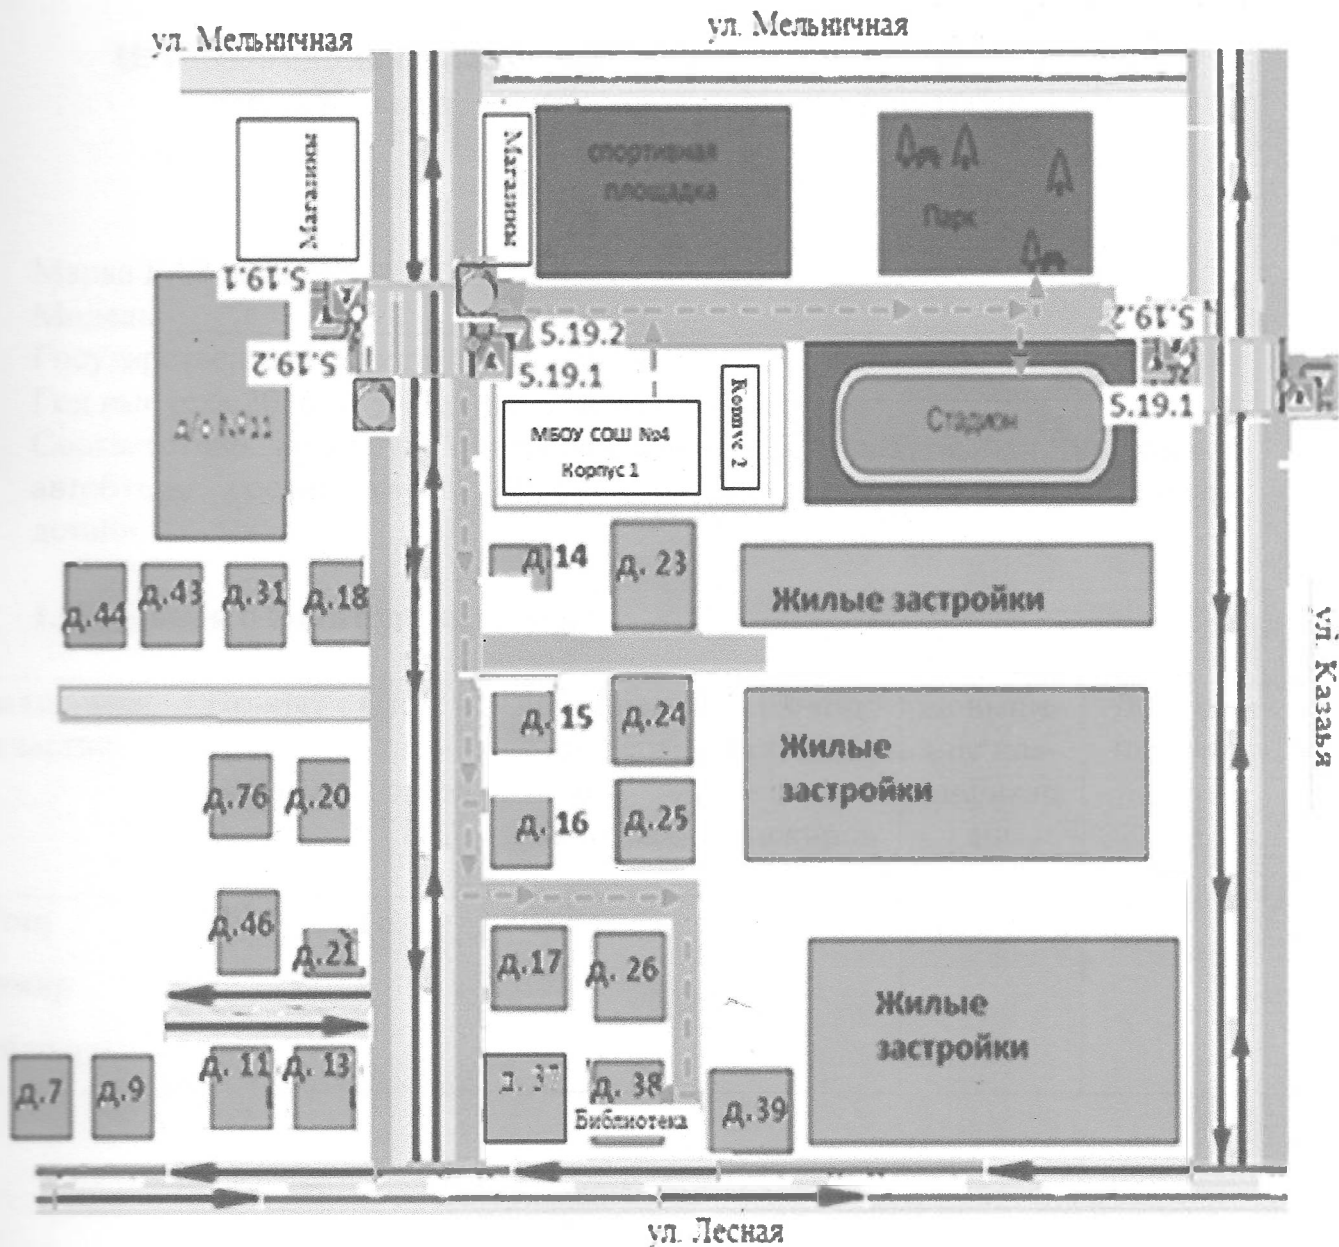 ул. Мельничная
ул. Мельничная
Магазины
Магазины
спортивная
площадка
Парк
5.19.1
5.19.2
5.19.2
5.19.1
5.19.2
5.19.1
д/с №11
МБОУ СОШ №4
Корпус 1
Корпус 2
Стадион
д.44
д.43
д.31
д.18
д.14
д. 23
Жилые застройки
ул. Казачья
д. 15
д.24
Жилые
застройки
д.76
д.20
д. 16
д.25
д.46
д.21
д.17
д. 26
Жилые
застройки
д.7
д.9
д. 11
д. 13
д. 37
д. 38
Библиотека
д.39
ул. Лесная